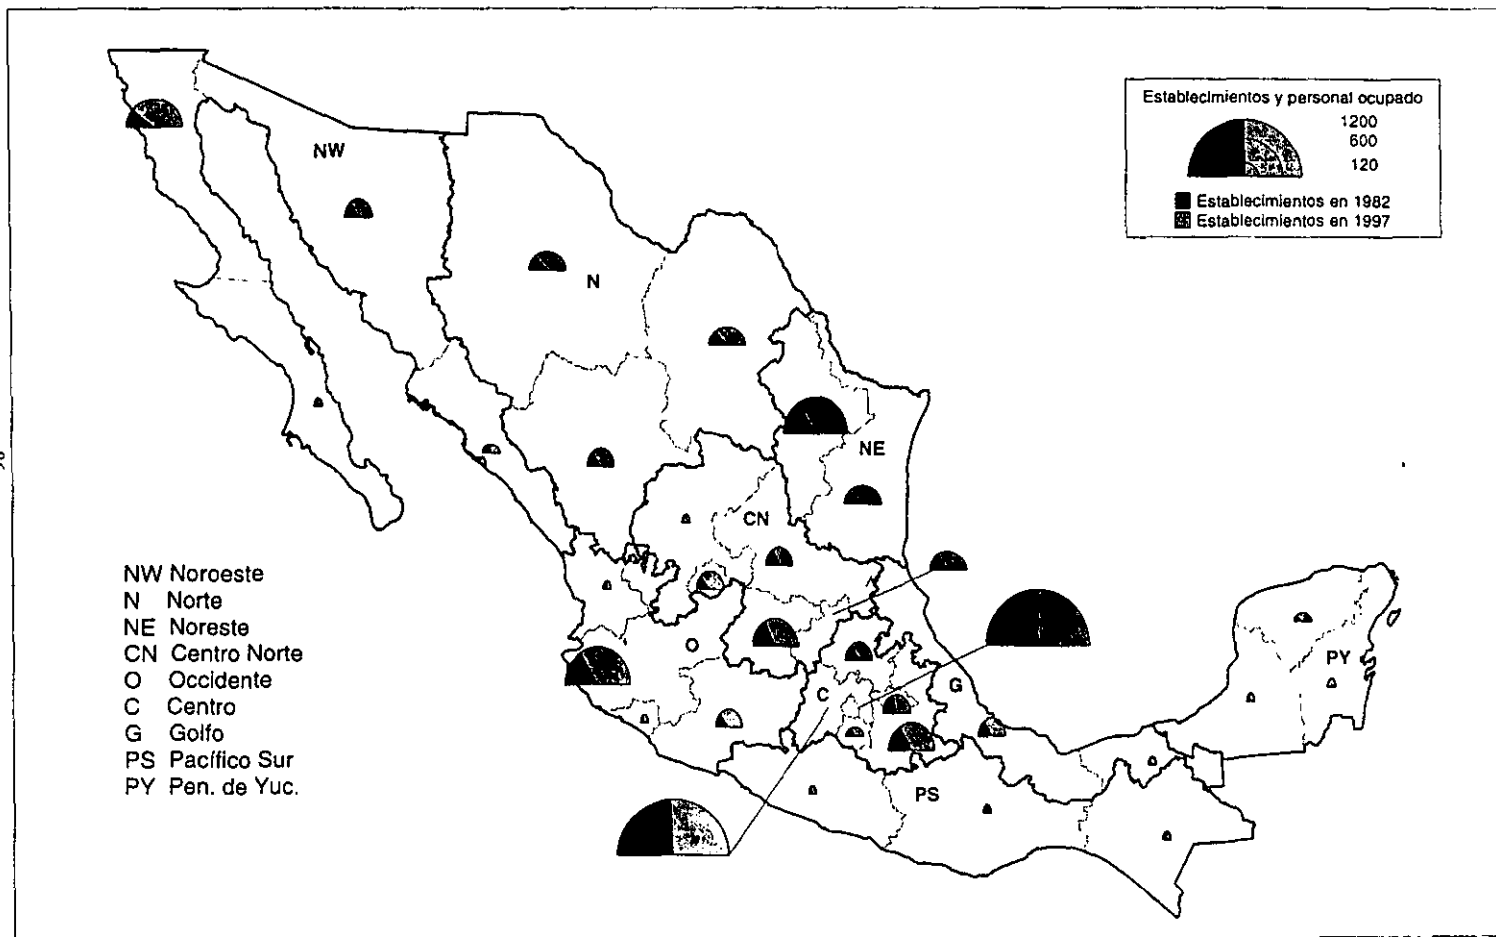 Establecimientos y personal ocupado
1200
600
120
Establecimientos en 1982
Establecimientos en 1997
NW
N
NE
CN
O
C
G
PS
PY
NW Noroeste
N Norte
NE Noreste
CN Centro Norte
O Occidente
C Centro
G Golfo
PS Pacífico Sur
PY Pen. de Yuc.